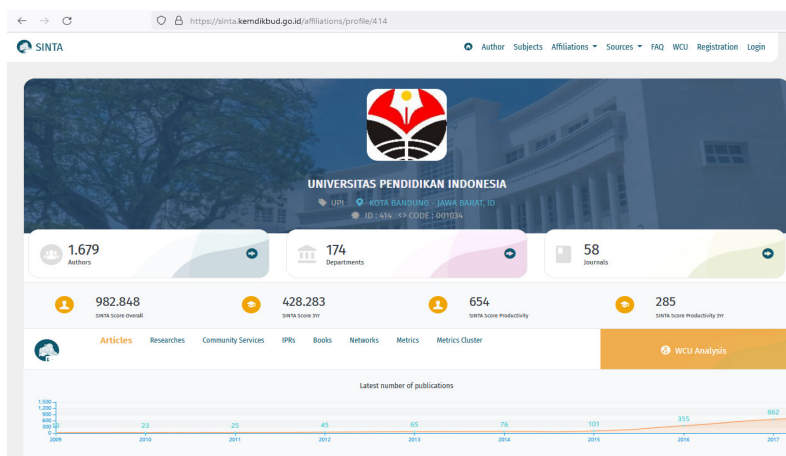 https://sinta.kemdikbud.go.id/affiliations/profile/414
SINTA
Author Subjects Affiliations Sources FAQ WCU Registration Login
UNIVERSITAS PENDIDIKAN INDONESIA
UPI KOTA BANDUNG - JAWA BARAT, ID
ID : 414 <> CODE : 001034
1.679
Authors
174
Departments
58
Journals
982.848
SINTA Score Overall
428.283
SINTA Score 3Yr
654
SINTA Score Productivity
285
SINTA Score Productivity 3Yr
Articles Researches Community Services IPRs Books Networks Metrics Metrics Cluster
WCU Analysis
Latest number of publications
1,500
1,200
900
600
300
0
23 25 45 65 76 101 355 662
2009 2010 2011 2012 2013 2014 2015 2016 2017